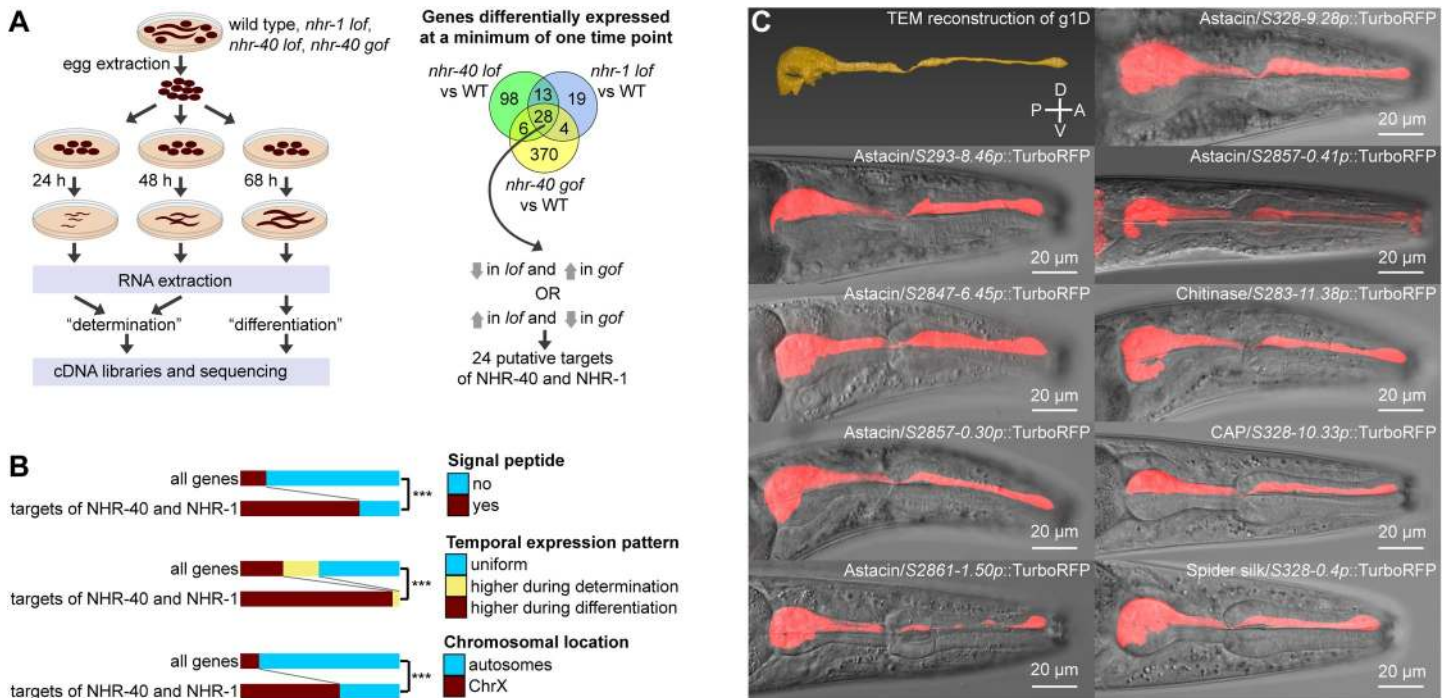 A
wild type, nhr-1 lof,
nhr-40 lof, nhr-40 gof
egg extraction
24 h
48 h
68 h
RNA extraction
“determination”
“differentiation”
cDNA libraries and sequencing
Genes differentially expressed
at a minimum of one time point
nhr-40 lof
vs WT
nhr-1 lof
vs WT
98
13
19
28
6
4
370
nhr-40 gof
vs WT
in lof and in gof
OR
in lof and in gof
24 putative targets
of NHR-40 and NHR-1
B
all genes
targets of NHR-40 and NHR-1
***
Signal peptide
no
yes
all genes
targets of NHR-40 and NHR-1
***
Temporal expression pattern
uniform
higher during determination
higher during differentiation
all genes
targets of NHR-40 and NHR-1
***
Chromosomal location
autosomes
ChrX
C
TEM reconstruction of g1D
D
P A
V
Astacin/S328-9.28p::TurboRFP
20 µm
Astacin/S293-8.46p::TurboRFP
20 µm
Astacin/S2857-0.41p::TurboRFP
20 µm
Astacin/S2847-6.45p::TurboRFP
20 µm
Chitinase/S283-11.38p::TurboRFP
20 µm
Astacin/S2857-0.30p::TurboRFP
20 µm
CAP/S328-10.33p::TurboRFP
20 µm
Astacin/S2861-1.50p::TurboRFP
20 µm
Spider silk/S328-0.4p::TurboRFP
20 µm